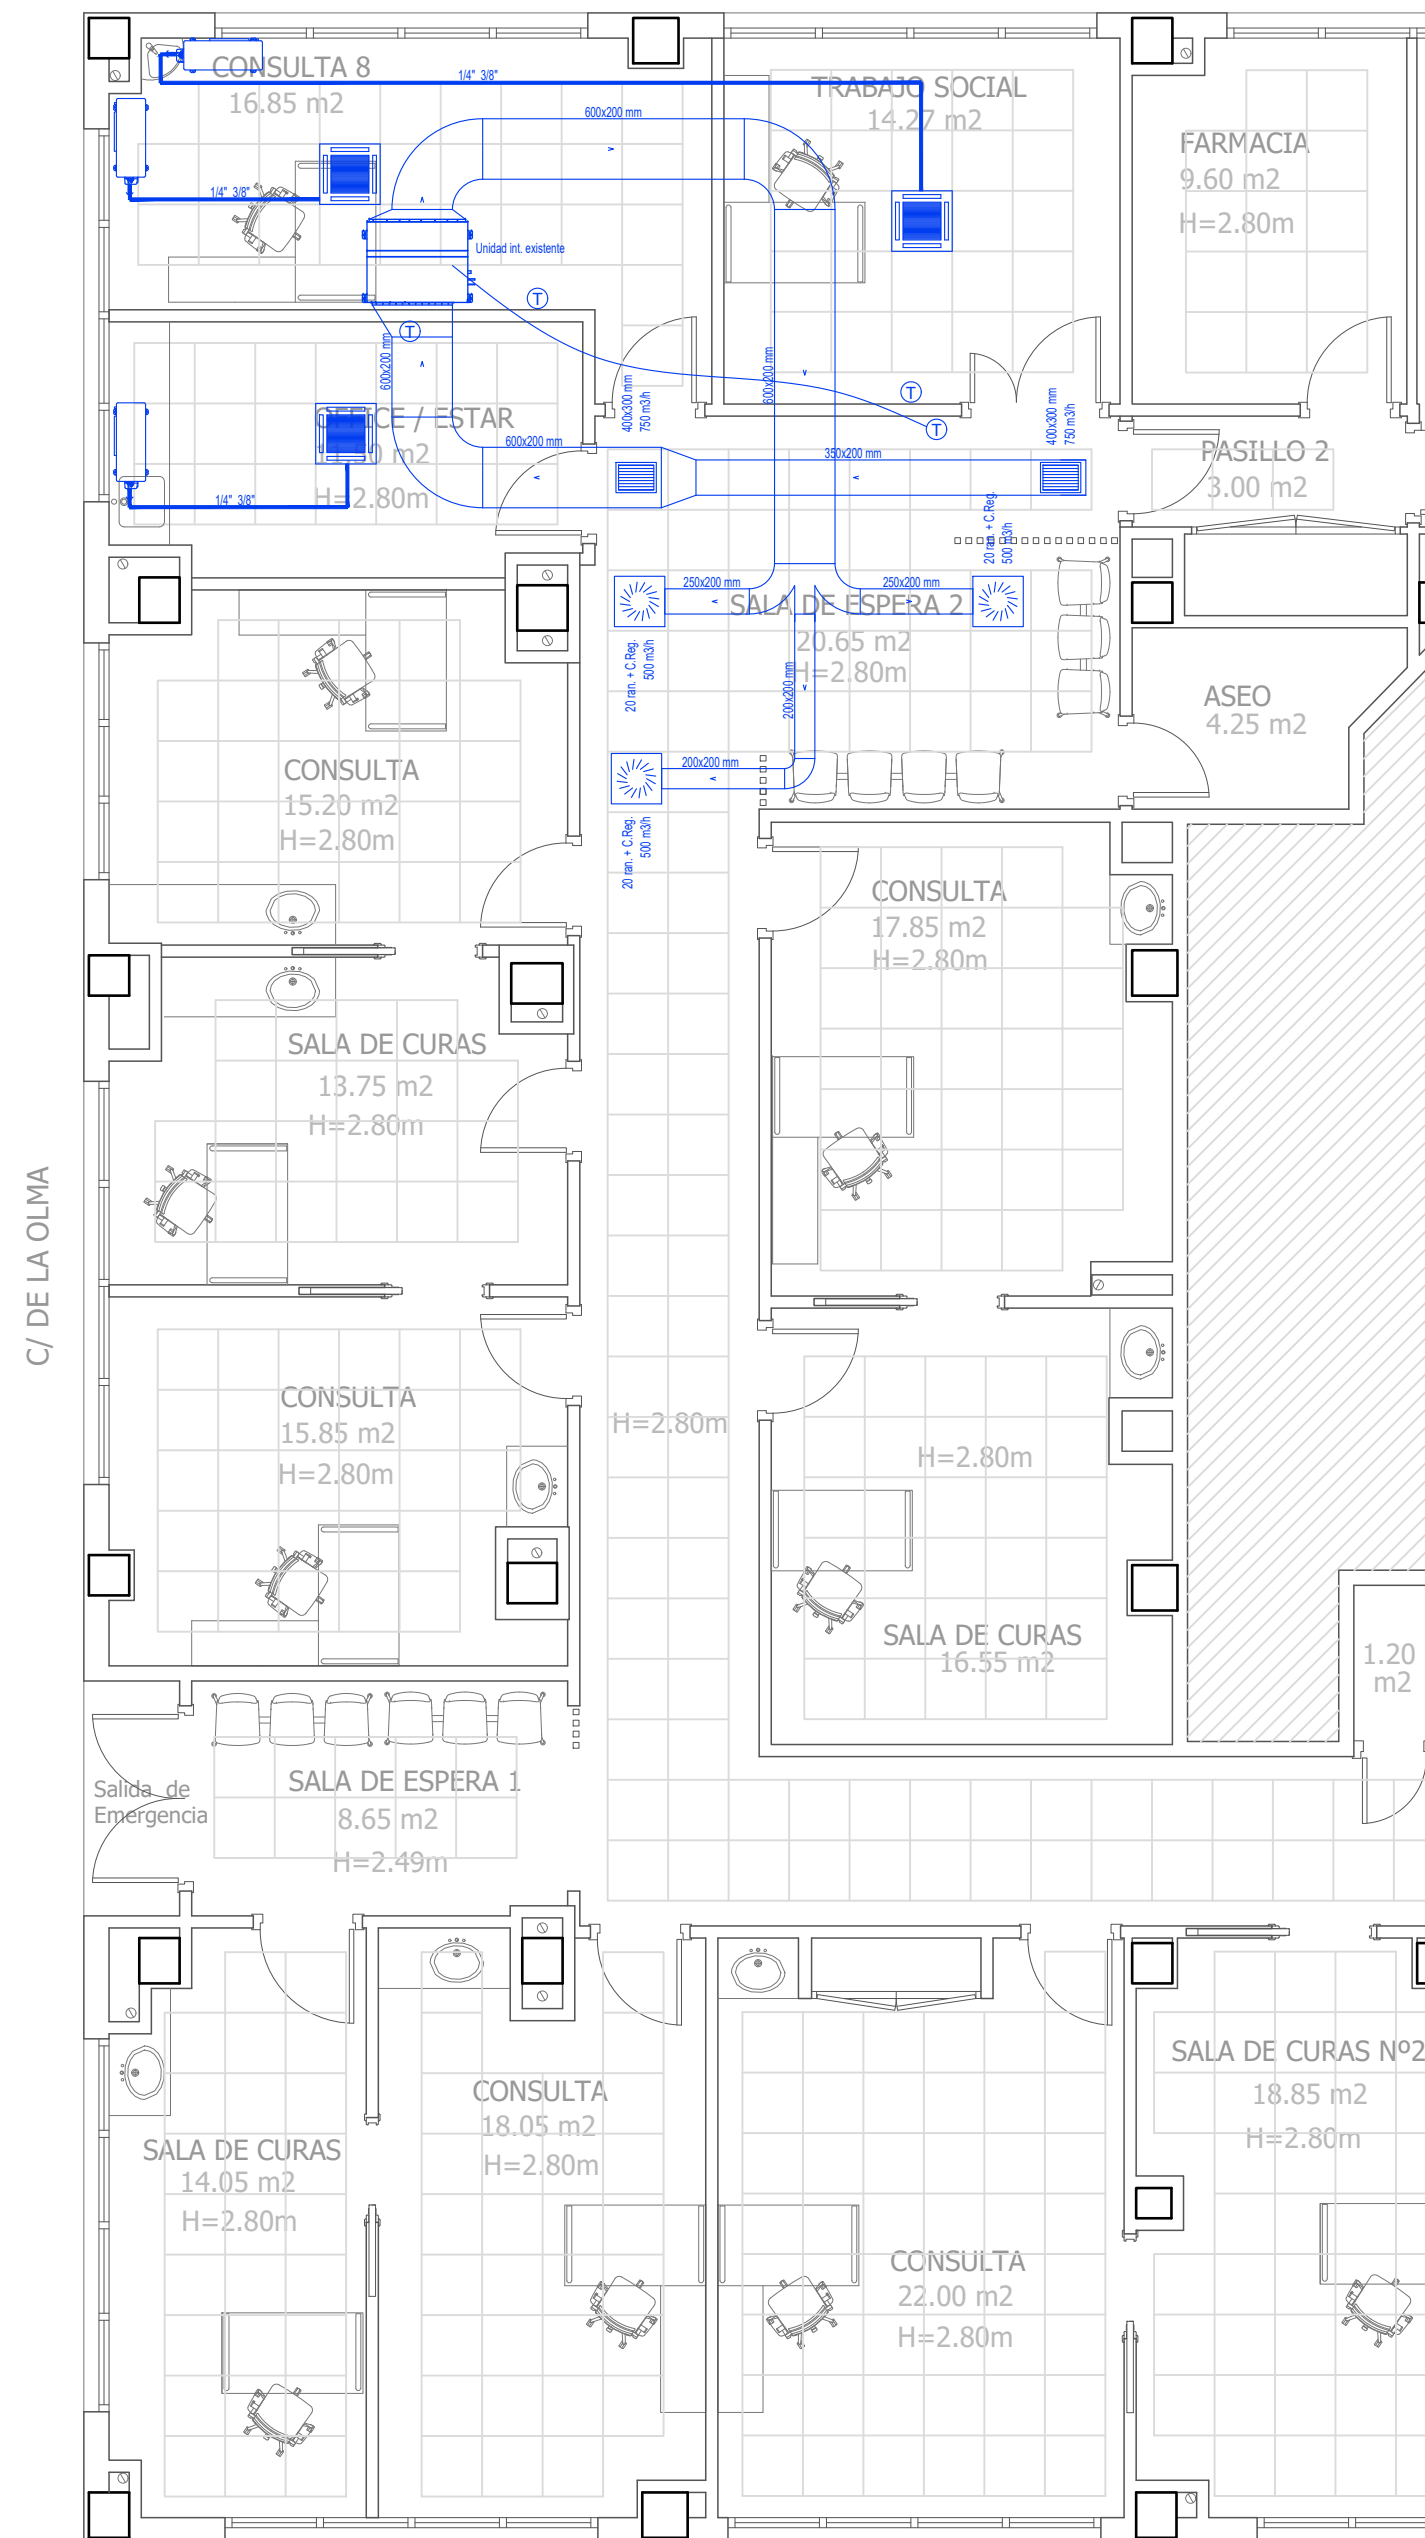 CONSULTA 8
16.85 m2
1/4" 3/8"
600x200 mm
TRABAJO SOCIAL
14.27 m2
FARMACIA
9.60 m2
H=2.80m
1/4" 3/8"
Unidad int. existente
T
T
600x200 mm
600x200 mm
400x300 mm
750 m3/h
T
T
400x300 mm
750 m3/h
OFFICE / ESTAR
m2
H=2.80m
1/4" 3/8"
600x200 mm
350x200 mm
PASILLO 2
3.00 m2
20 ran. + C.Reg.
500 m3/h
250x200 mm
250x200 mm
SALA DE ESPERA 2
20.65 m2
H=2.80m
20 ran. + C.Reg.
500 m3/h
200x200 mm
ASEO
4.25 m2
200x200 mm
20 ran. + C.Reg.
500 m3/h
CONSULTA
15.20 m2
H=2.80m
CONSULTA
17.85 m2
H=2.80m
SALA DE CURAS
13.75 m2
H=2.80m
C/ DE LA OLMA
CONSULTA
15.85 m2
H=2.80m
H=2.80m
H=2.80m
SALA DE CURAS
16.55 m2
1.20
m2
Salida de
Emergencia
SALA DE ESPERA 1
8.65 m2
H=2.49m
SALA DE CURAS Nº2
18.85 m2
H=2.80m
CONSULTA
18.05 m2
H=2.80m
SALA DE CURAS
14.05 m2
H=2.80m
CONSULTA
22.00 m2
H=2.80m